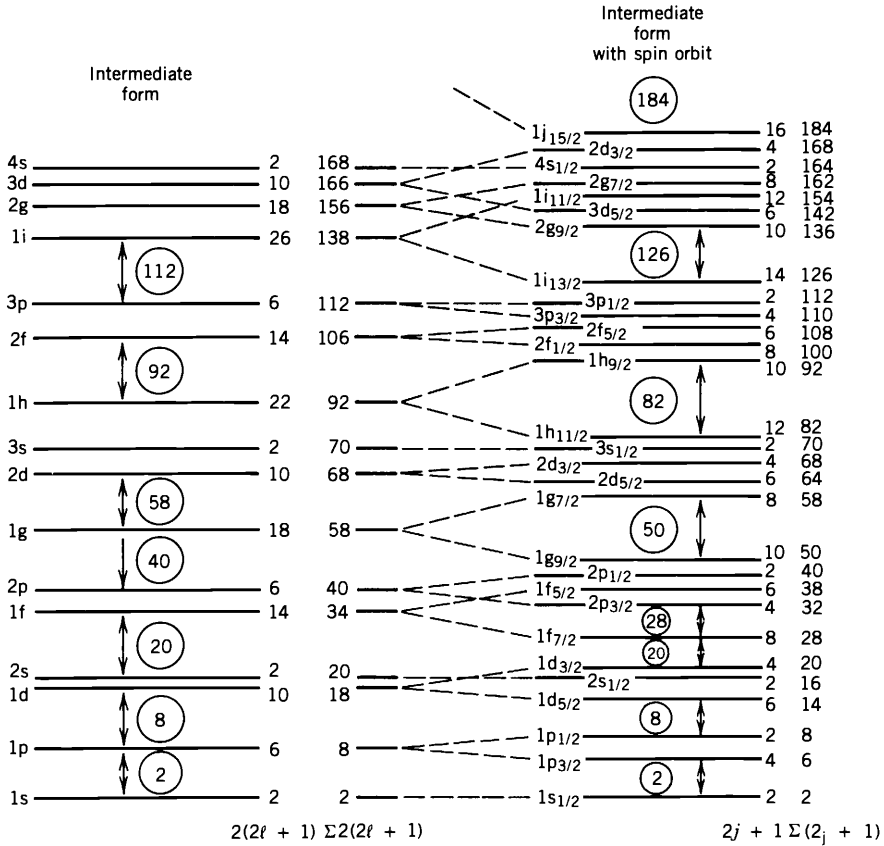 Intermediate
form
Intermediate
form
with spin orbit
184
1j15/2 16 184
2d3/2 4 168
4s 2 168 4s1/2 2 164
3d 10 166 2g7/2 8 162
1i11/2 12 154
2g 18 156 3d5/2 6 142
2g9/2 10 136
1i 26 138
112 126
1i13/2 14 126
3p 6 112 3p1/2 2 112
3p3/2 4 110
2f 14 106 2f5/2 6 108
2f1/2 8 100
1h9/2 10 92
92 82
1h 22 92
1h11/2 12 82
3s 2 70 3s1/2 2 70
2d 10 68 2d3/2 4 68
2d5/2 6 64
58 1g7/2 8 58
1g 18 58 50
40 1g9/2 10 50
2p 6 40 2p1/2 2 40
1f5/2 6 38
1f 14 34 2p3/2 4 32
28
1f7/2 8 28
20 20
1d3/2 4 20
2s 2 20 2s1/2 2 16
1d 10 18 1d5/2 6 14
8 8
1p 6 8 1p1/2 2 8
1p3/2 4 6
2 2
1s 2 2 1s1/2 2 2
2(2ℓ + 1) Σ2(2ℓ + 1) 2j + 1 Σ(2j + 1)